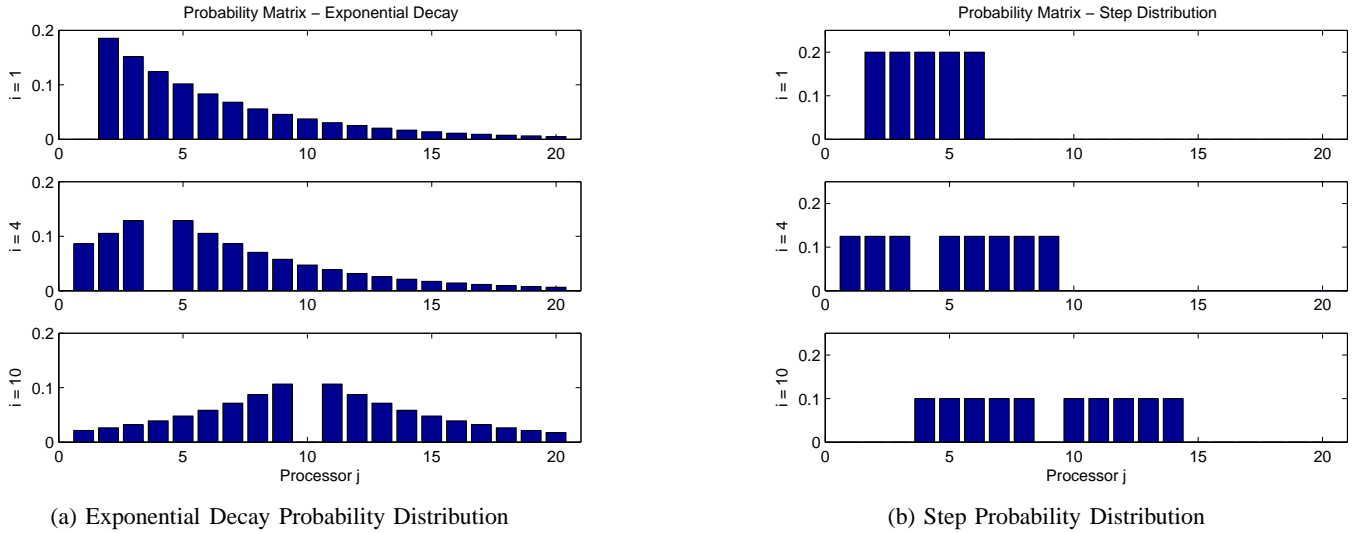 Probability Matrix – Exponential Decay
0.2
0.1
0
i = 1
0 5 10 15 20
0.2
0.1
0
i = 4
0 5 10 15 20
0.2
0.1
0
i = 10
0 5 10 15 20
Processor j
(a) Exponential Decay Probability Distribution
Probability Matrix – Step Distribution
0.2
0.1
0
i = 1
0 5 10 15 20
0.2
0.1
0
i = 4
0 5 10 15 20
0.2
0.1
0
i = 10
0 5 10 15 20
Processor j
(b) Step Probability Distribution